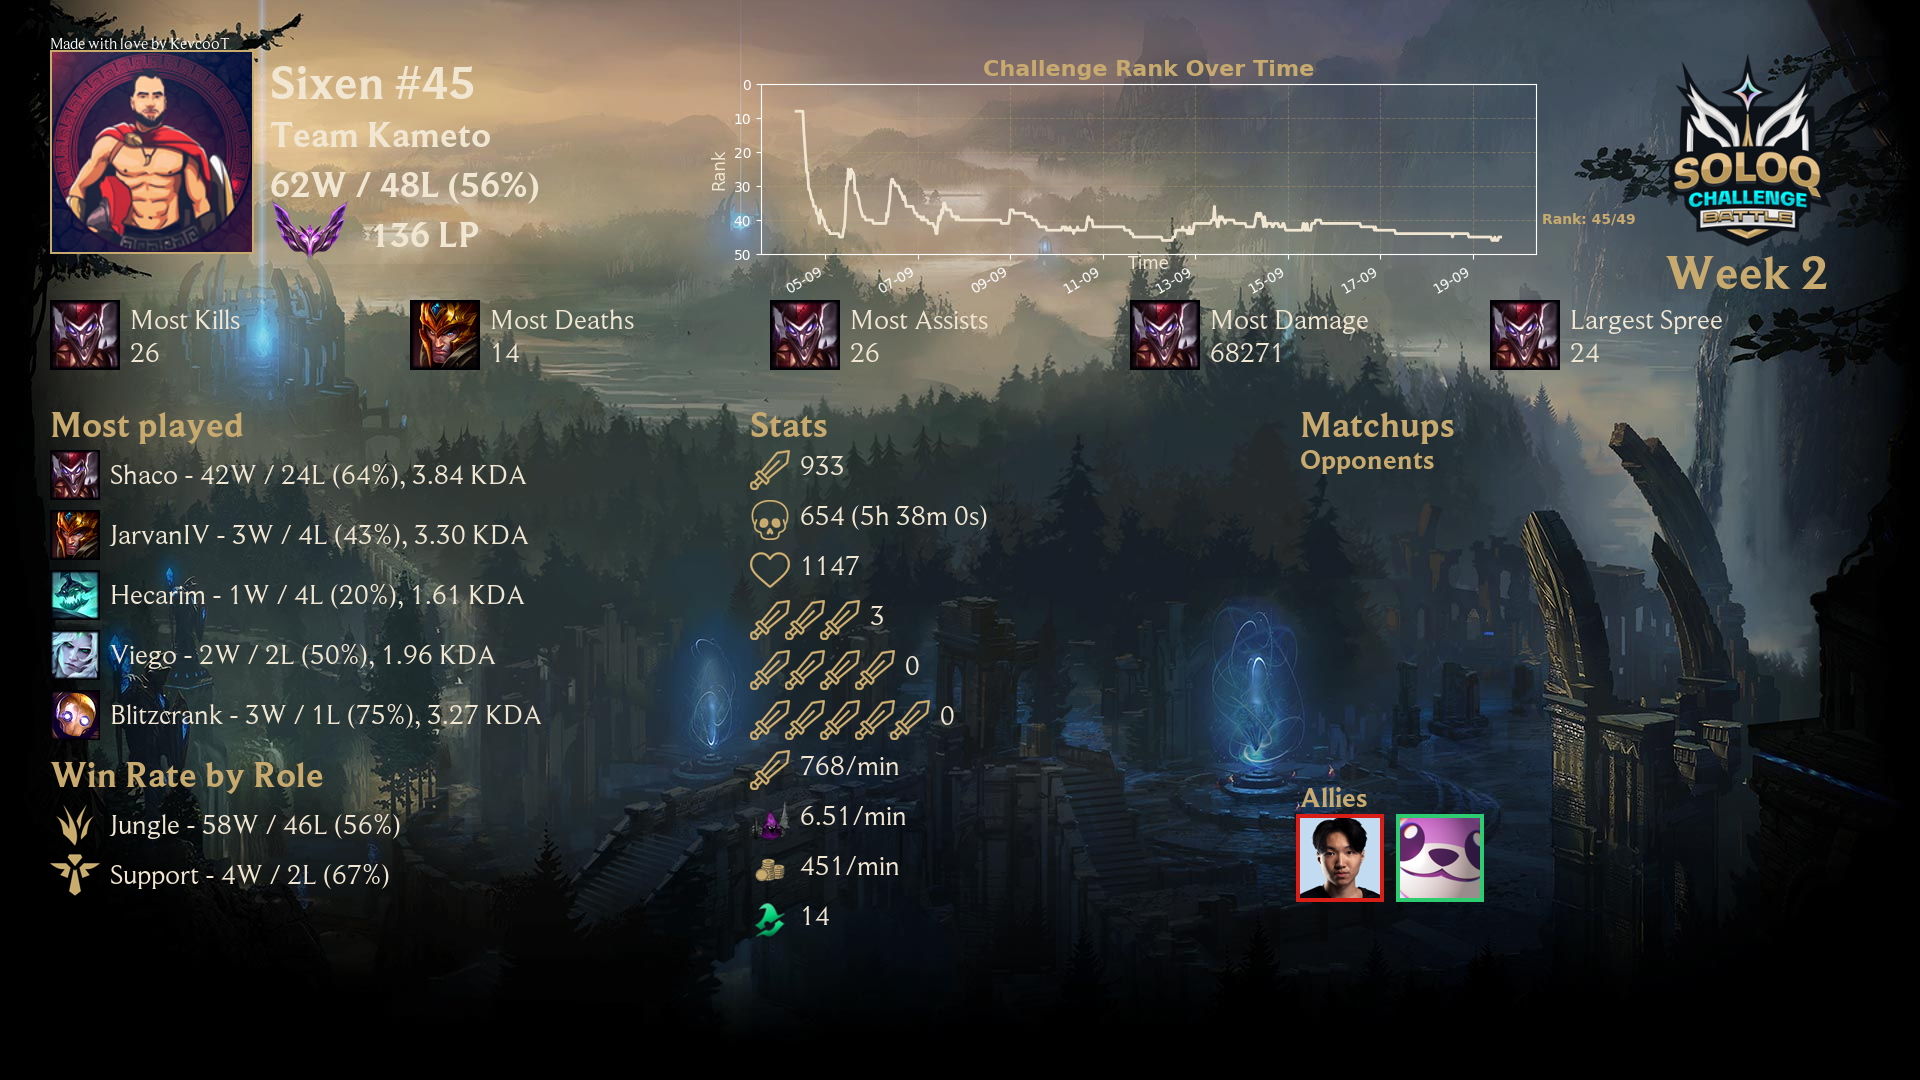 Made with love by KevcooT
Sixen #45
Team Kameto
62W / 48L (56%)
136 LP
Challenge Rank Over Time
Rank
0
10
20
30
40
50
05-09
07-09
09-09
11-09
13-09
15-09
17-09
19-09
Time
Rank: 45/49
SOLOQ
CHALLENGE
BATTLE
Week 2
Most Kills
26
Most Deaths
14
Most Assists
26
Most Damage
68271
Largest Spree
24
Most played
Shaco - 42W / 24L (64%), 3.84 KDA
JarvanIV - 3W / 4L (43%), 3.30 KDA
Hecarim - 1W / 4L (20%), 1.61 KDA
Viego - 2W / 2L (50%), 1.96 KDA
Blitzcrank - 3W / 1L (75%), 3.27 KDA
Win Rate by Role
Jungle - 58W / 46L (56%)
Support - 4W / 2L (67%)
Stats
933
654 (5h 38m 0s)
1147
3
0
0
768/min
6.51/min
451/min
14
Matchups
Opponents
Allies